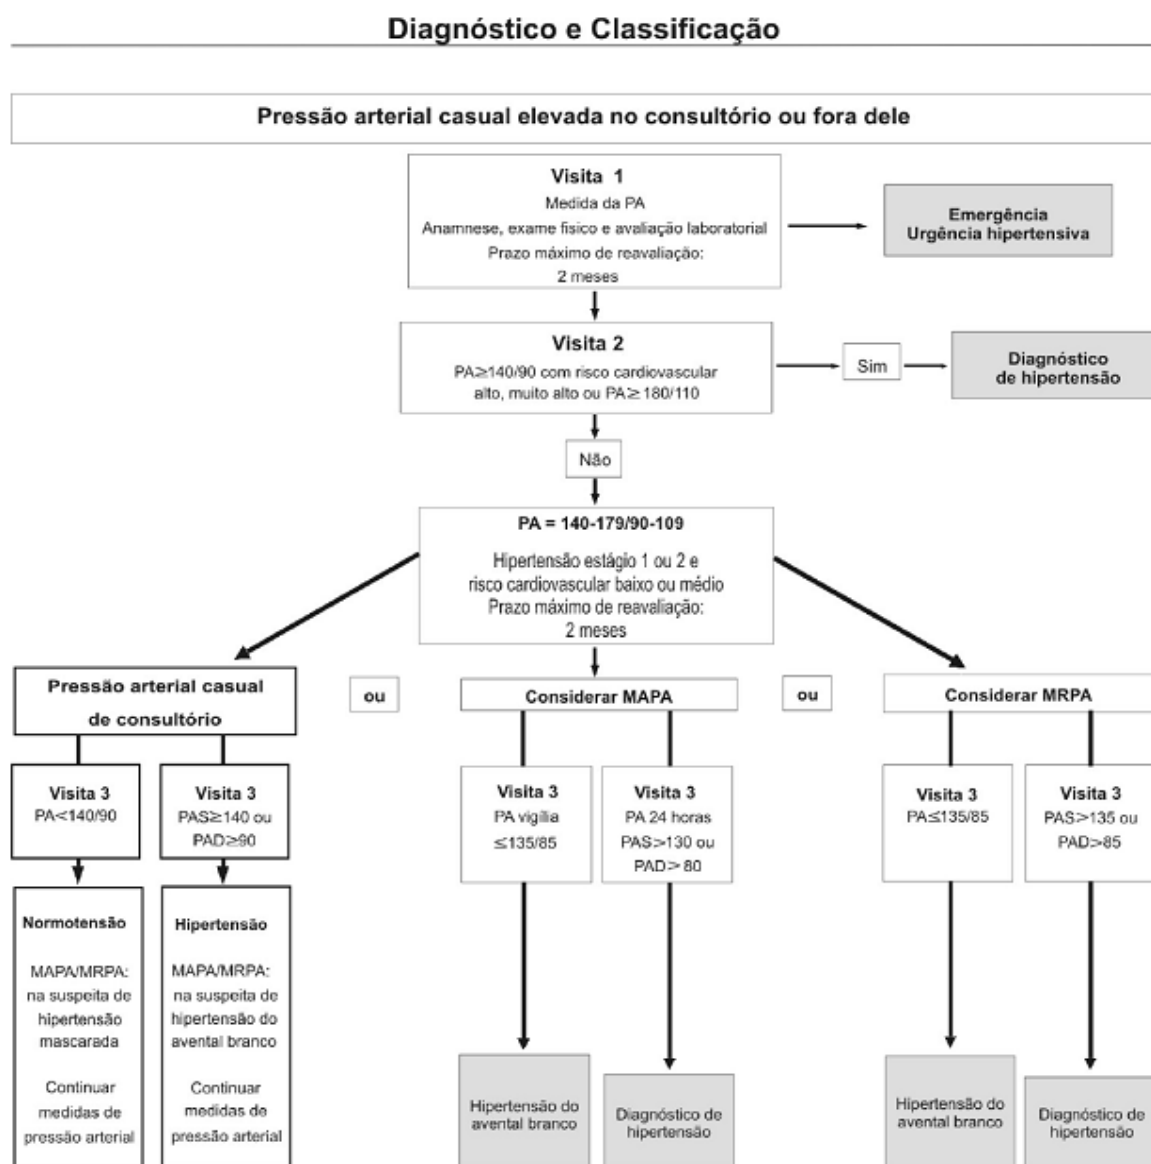 Diagnóstico e Classificação
Pressão arterial casual elevada no consultório ou fora dele
Visita 1
Medida da PA
Anamnese, exame fisico e avaliação laboratorial
Prazo máximo de reavaliação:
2 meses
Emergência
Urgência hipertensiva
Visita 2
PA≥140/90 com risco cardiovascular
alto, muito alto ou PA≥ 180/110
Sim
Diagnóstico
de hipertensão
Não
PA = 140-179/90-109
Hipertensão estágio 1 ou 2 e
risco cardiovascular baixo ou médio
Prazo máximo de reavaliação:
2 meses
Pressão arterial casual
de consultório
ou
Considerar MAPA
ou
Considerar MRPA
Visita 3
PA<140/90
Visita 3
PAS≥140 ou
PAD≥90
Visita 3
PA vigília
≤135/85
Visita 3
PA 24 horas
PAS>130 ou
PAD> 80
Visita 3
PA≤135/85
Visita 3
PAS>135 ou
PAD>85
Normotensão
MAPA/MRPA:
na suspeita de
hipertensão
mascarada
Continuar
medidas de
pressão arterial
Hipertensão
MAPA/MRPA:
na suspeita de
hipertensão do
avental branco
Continuar
medidas de
pressão arterial
Hipertensão do
avental branco
Diagnóstico de
hipertensão
Hipertensão do
avental branco
Diagnóstico de
hipertensão